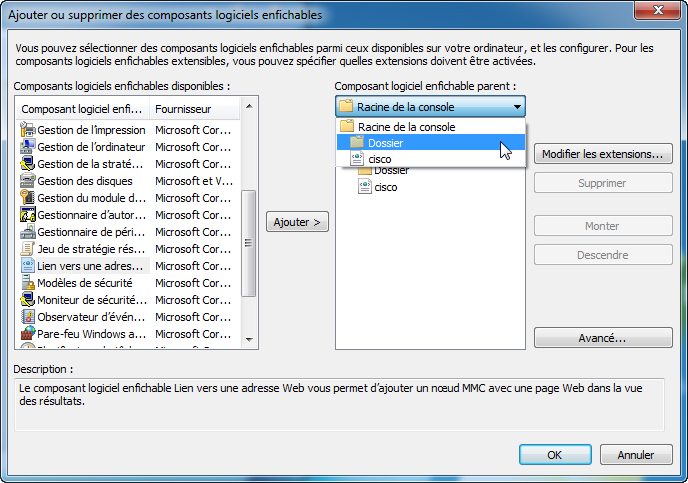 Ajouter ou supprimer des composants logiciels enfichables
Vous pouvez sélectionner des composants logiciels enfichables parmi ceux disponibles sur votre ordinateur, et les configurer. Pour les
composants logiciels enfichables extensibles, vous pouvez spécifier quelles extensions doivent être activées.
Composants logiciels enfichables disponibles :
Composant logiciel enfi... Fournisseur
Gestion de l'impression Microsoft Cor...
Gestion de l'ordinateur Microsoft Cor...
Gestion de la straté... Microsoft Cor...
Gestion des disques Microsoft et V...
Gestion du module d... Microsoft Cor...
Gestionnaire d'autor... Microsoft Cor...
Gestionnaire de péri... Microsoft Cor...
Jeu de stratégie rés... Microsoft Cor...
Lien vers une adres... Microsoft Cor...
Modèles de sécurité Microsoft Cor...
Moniteur de sécurité... Microsoft Cor...
Observateur d'évén... Microsoft Cor...
Pare-feu Windows a... Microsoft Cor...
Ajouter >
Composant logiciel enfichable parent :
Racine de la console
Racine de la console
Dossier
cisco
Dossier
cisco
Modifier les extensions...
Supprimer
Monter
Descendre
Avancé...
Description :
Le composant logiciel enfichable Lien vers une adresse Web vous permet d'ajouter un nœud MMC avec une page Web dans la vue
des résultats.
OK
Annuler